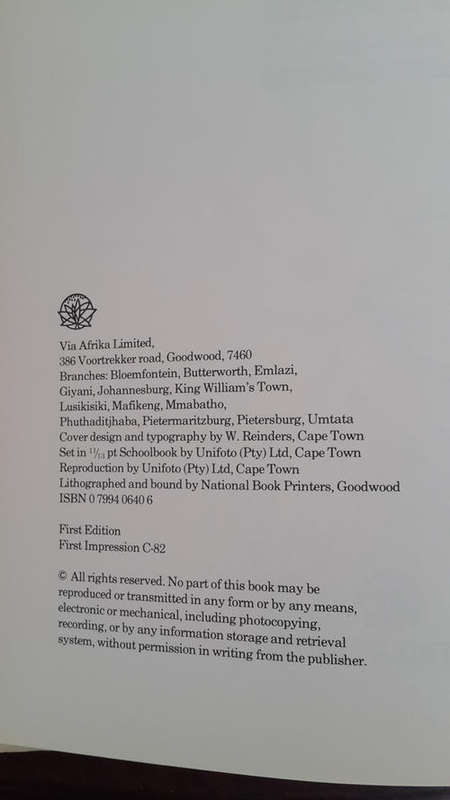 Via Afrika Limited,
386 Voortrekker road, Goodwood, 7460
Branches: Bloemfontein, Butterworth, Emlazi,
Giyani, Johannesburg, King William's Town,
Lusikisiki, Mafikeng, Mmabatho,
Phuthaditjhaba, Pietermaritzburg, Pietersburg, Umtata
Cover design and typography by W. Reinders, Cape Town
Set in 11/13 pt Schoolbook by Unifoto (Pty) Ltd, Cape Town
Reproduction by Unifoto (Pty) Ltd, Cape Town
Lithographed and bound by National Book Printers, Goodwood
ISBN 0 7994 0640 6
First Edition
First Impression C-82
© All rights reserved. No part of this book may be
reproduced or transmitted in any form or by any means,
electronic or mechanical, including photocopying,
recording, or by any information storage and retrieval
system, without permission in writing from the publisher.